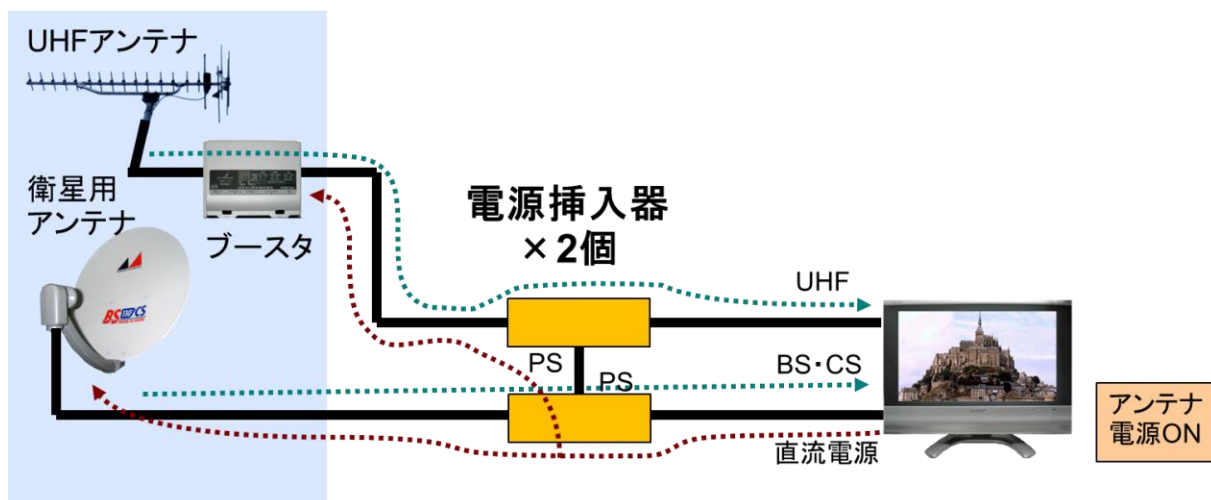 UHFアンテナ
衛星用
アンテナ
ブースタ
BS110°CS
電源挿入器
×2個
UHF
PS
PS
BS・CS
直流電源
アンテナ
電源ON